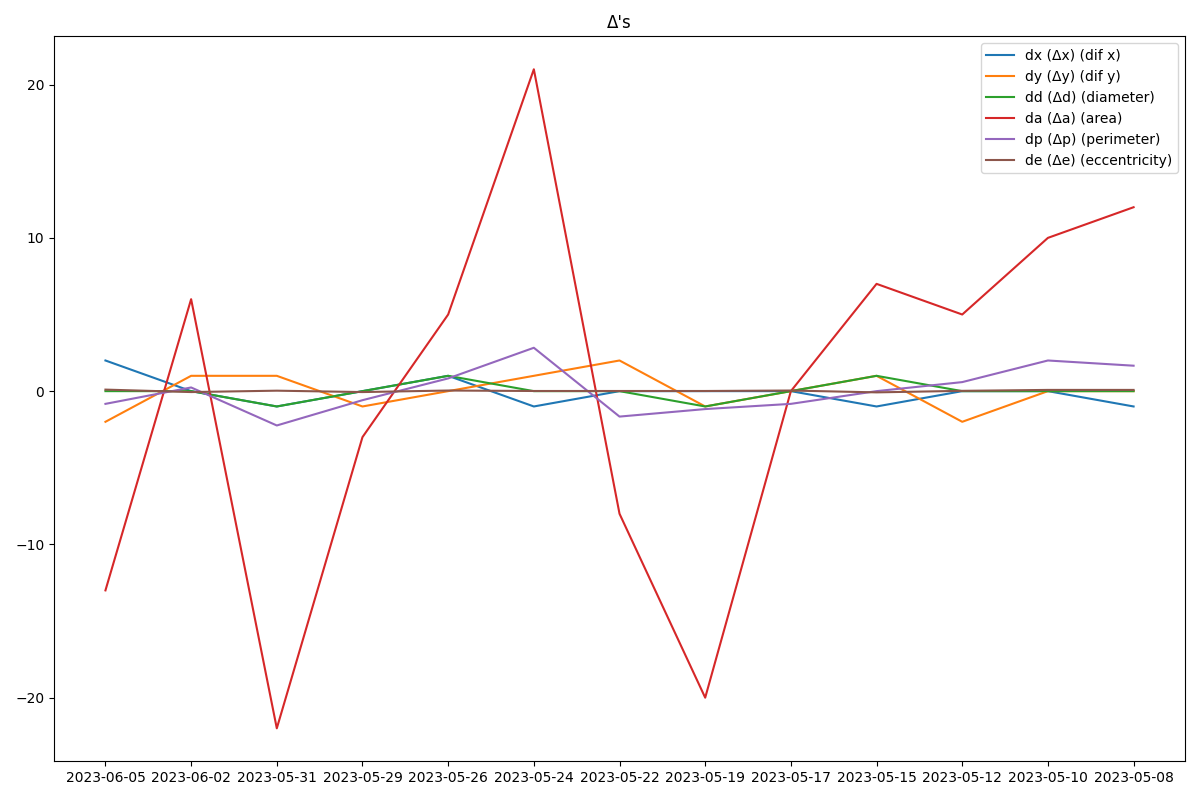 Δ's
dx (Δx) (dif x)
dy (Δy) (dif y)
dd (Δd) (diameter)
da (Δa) (area)
dp (Δp) (perimeter)
de (Δe) (eccentricity)
20
10
0
−10
−20
2023-06-05 2023-06-02 2023-05-31 2023-05-29 2023-05-26 2023-05-24 2023-05-22 2023-05-19 2023-05-17 2023-05-15 2023-05-12 2023-05-10 2023-05-08